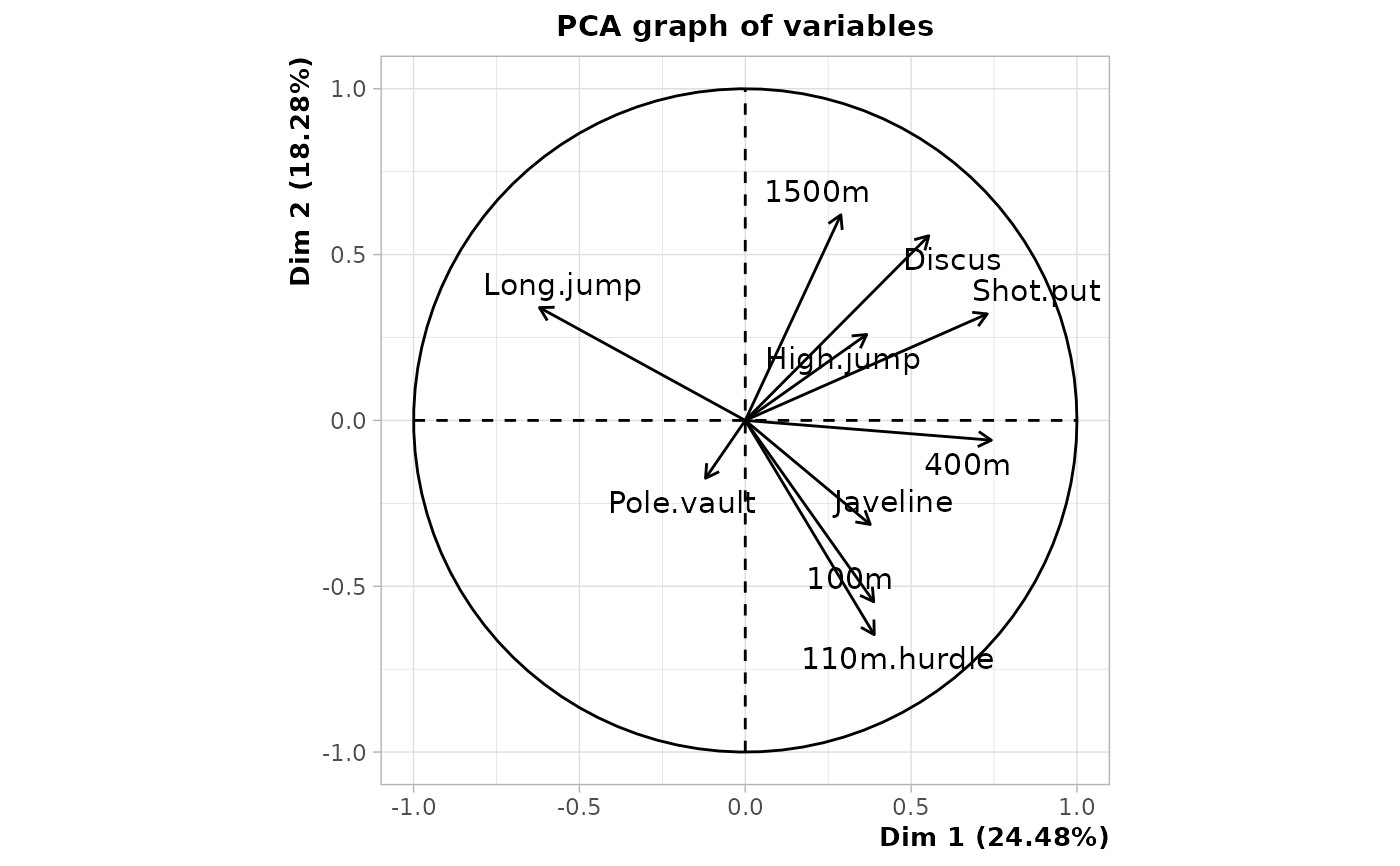 PCA graph of variables
Dim 2 (18.28%)
1.0
0.5
0.0
-0.5
-1.0
1500m
Discus
Long.jump
Shot.put
High.jump
400m
Javeline
Pole.vault
100m
110m.hurdle
-1.0
-0.5
0.0
0.5
1.0
Dim 1 (24.48%)